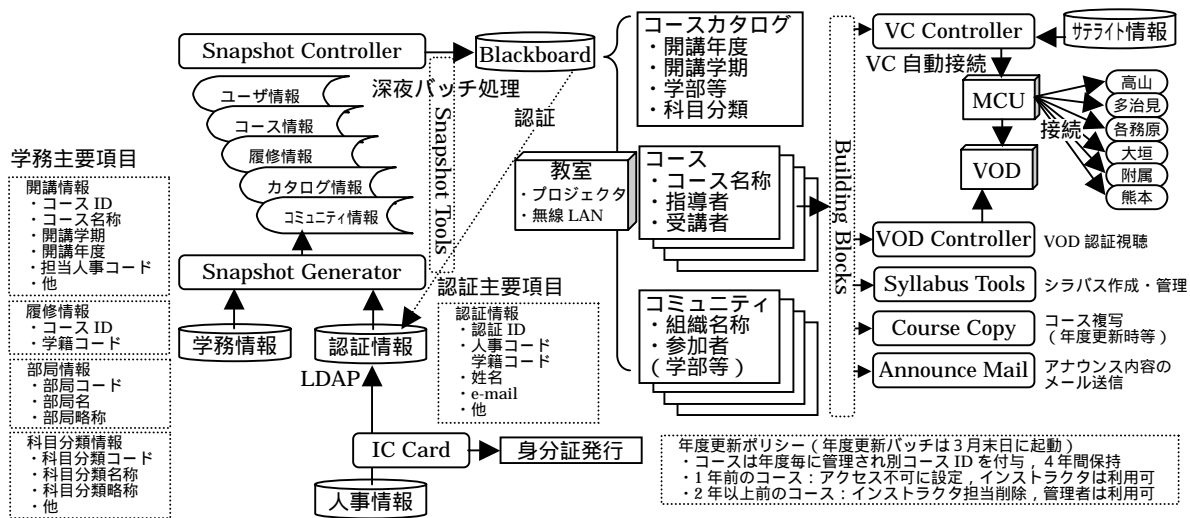 Snapshot Controller
Blackboard
深夜バッチ処理
認証
Snapshot Tools
ユーザ情報
コース情報
履修情報
カタログ情報
コミュニティ情報
Snapshot Generator
学務情報
認証情報
LDAP
IC Card
身分証発行
人事情報
学務主要項目
開講情報
・コース ID
・コース名称
・開講学期
・開講年度
・担当人事コード
・他
履修情報
・コース ID
・学籍コード
部局情報
・部局コード
・部局名
・部局略称
科目分類情報
・科目分類コード
・科目分類名称
・科目分類略称
・他
認証主要項目
認証情報
・認証 ID
・人事コード
学籍コード
・姓名
・e-mail
・他
教室
・プロジェクタ
・無線 LAN
コースカタログ
・開講年度
・開講学期
・学部等
・科目分類
コース
・コース名称
・指導者
・受講者
コミュニティ
・組織名称
・参加者
(学部等)
Building Blocks
VC Controller
サテライト情報
VC 自動接続
MCU
接続
高山
多治見
各務原
大垣
附属
熊本
VOD
VOD Controller
VOD 認証視聴
Syllabus Tools
シラバス作成・管理
Course Copy
コース複写
(年度更新時等)
Announce Mail
アナウンス内容の
メール送信
年度更新ポリシー(年度更新バッチは3月末日に起動)
・コースは年度毎に管理され別コース ID を付与,4年間保持
・1年前のコース:アクセス不可に設定,インストラクタは利用可
・2年以上前のコース:インストラクタ担当削除,管理者は利用可